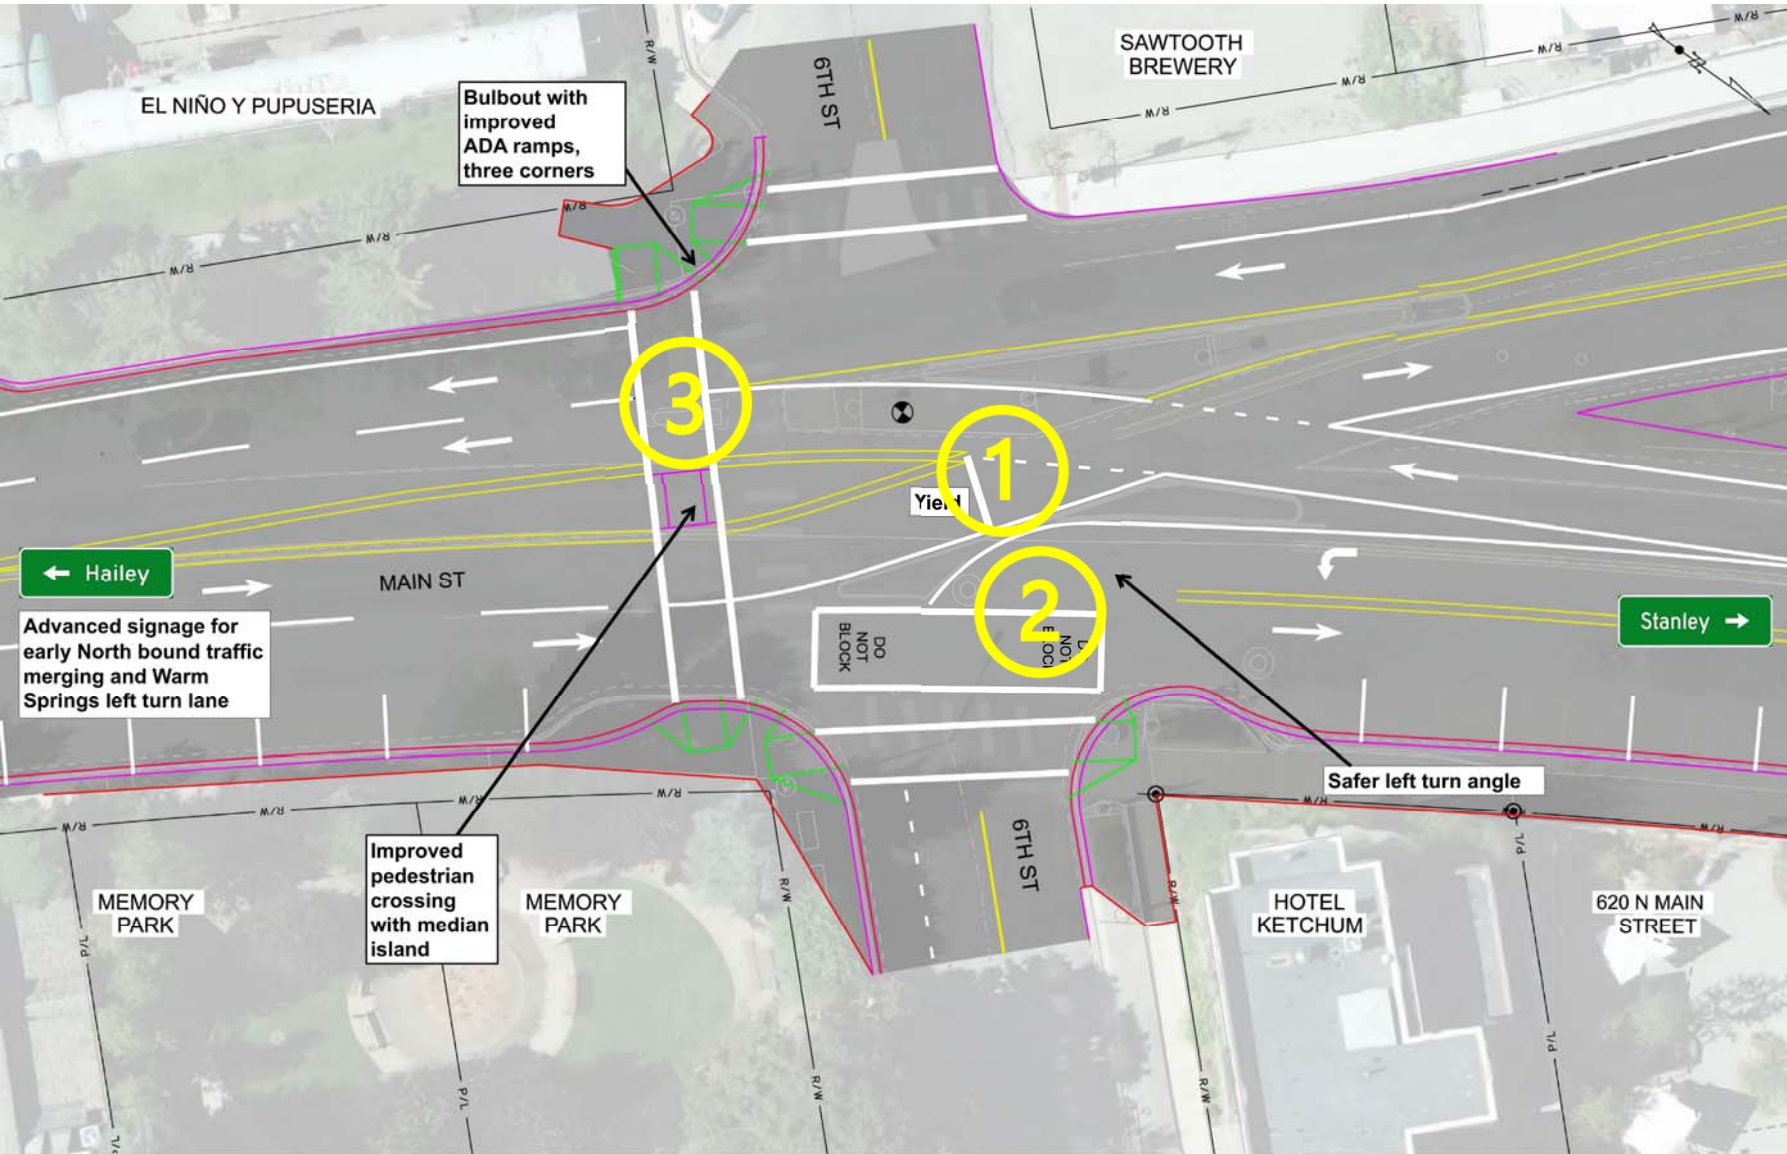 EL NIÑO Y PUPUSERIA
Bulbout with
improved
ADA ramps,
three corners
6TH ST
SAWTOOTH
BREWERY
R/W
R/W
R/W
R/W
R/W
R/W
R/W
R/W
3
1
Yield
2
MAIN ST
← Hailey
Advanced signage for
early North bound traffic
merging and Warm
Springs left turn lane
Stanley →
DO
NOT
BLOCK
NOT
Safer left turn angle
R/W
R/W
R/W
R/W
R/W
R/W
R/W
Improved
pedestrian
crossing
with median
island
MEMORY
PARK
MEMORY
PARK
6TH ST
HOTEL
KETCHUM
620 N MAIN
STREET
R/W
R/W
R/W
R/W
P/L
P/L
P/L
P/L
P/L